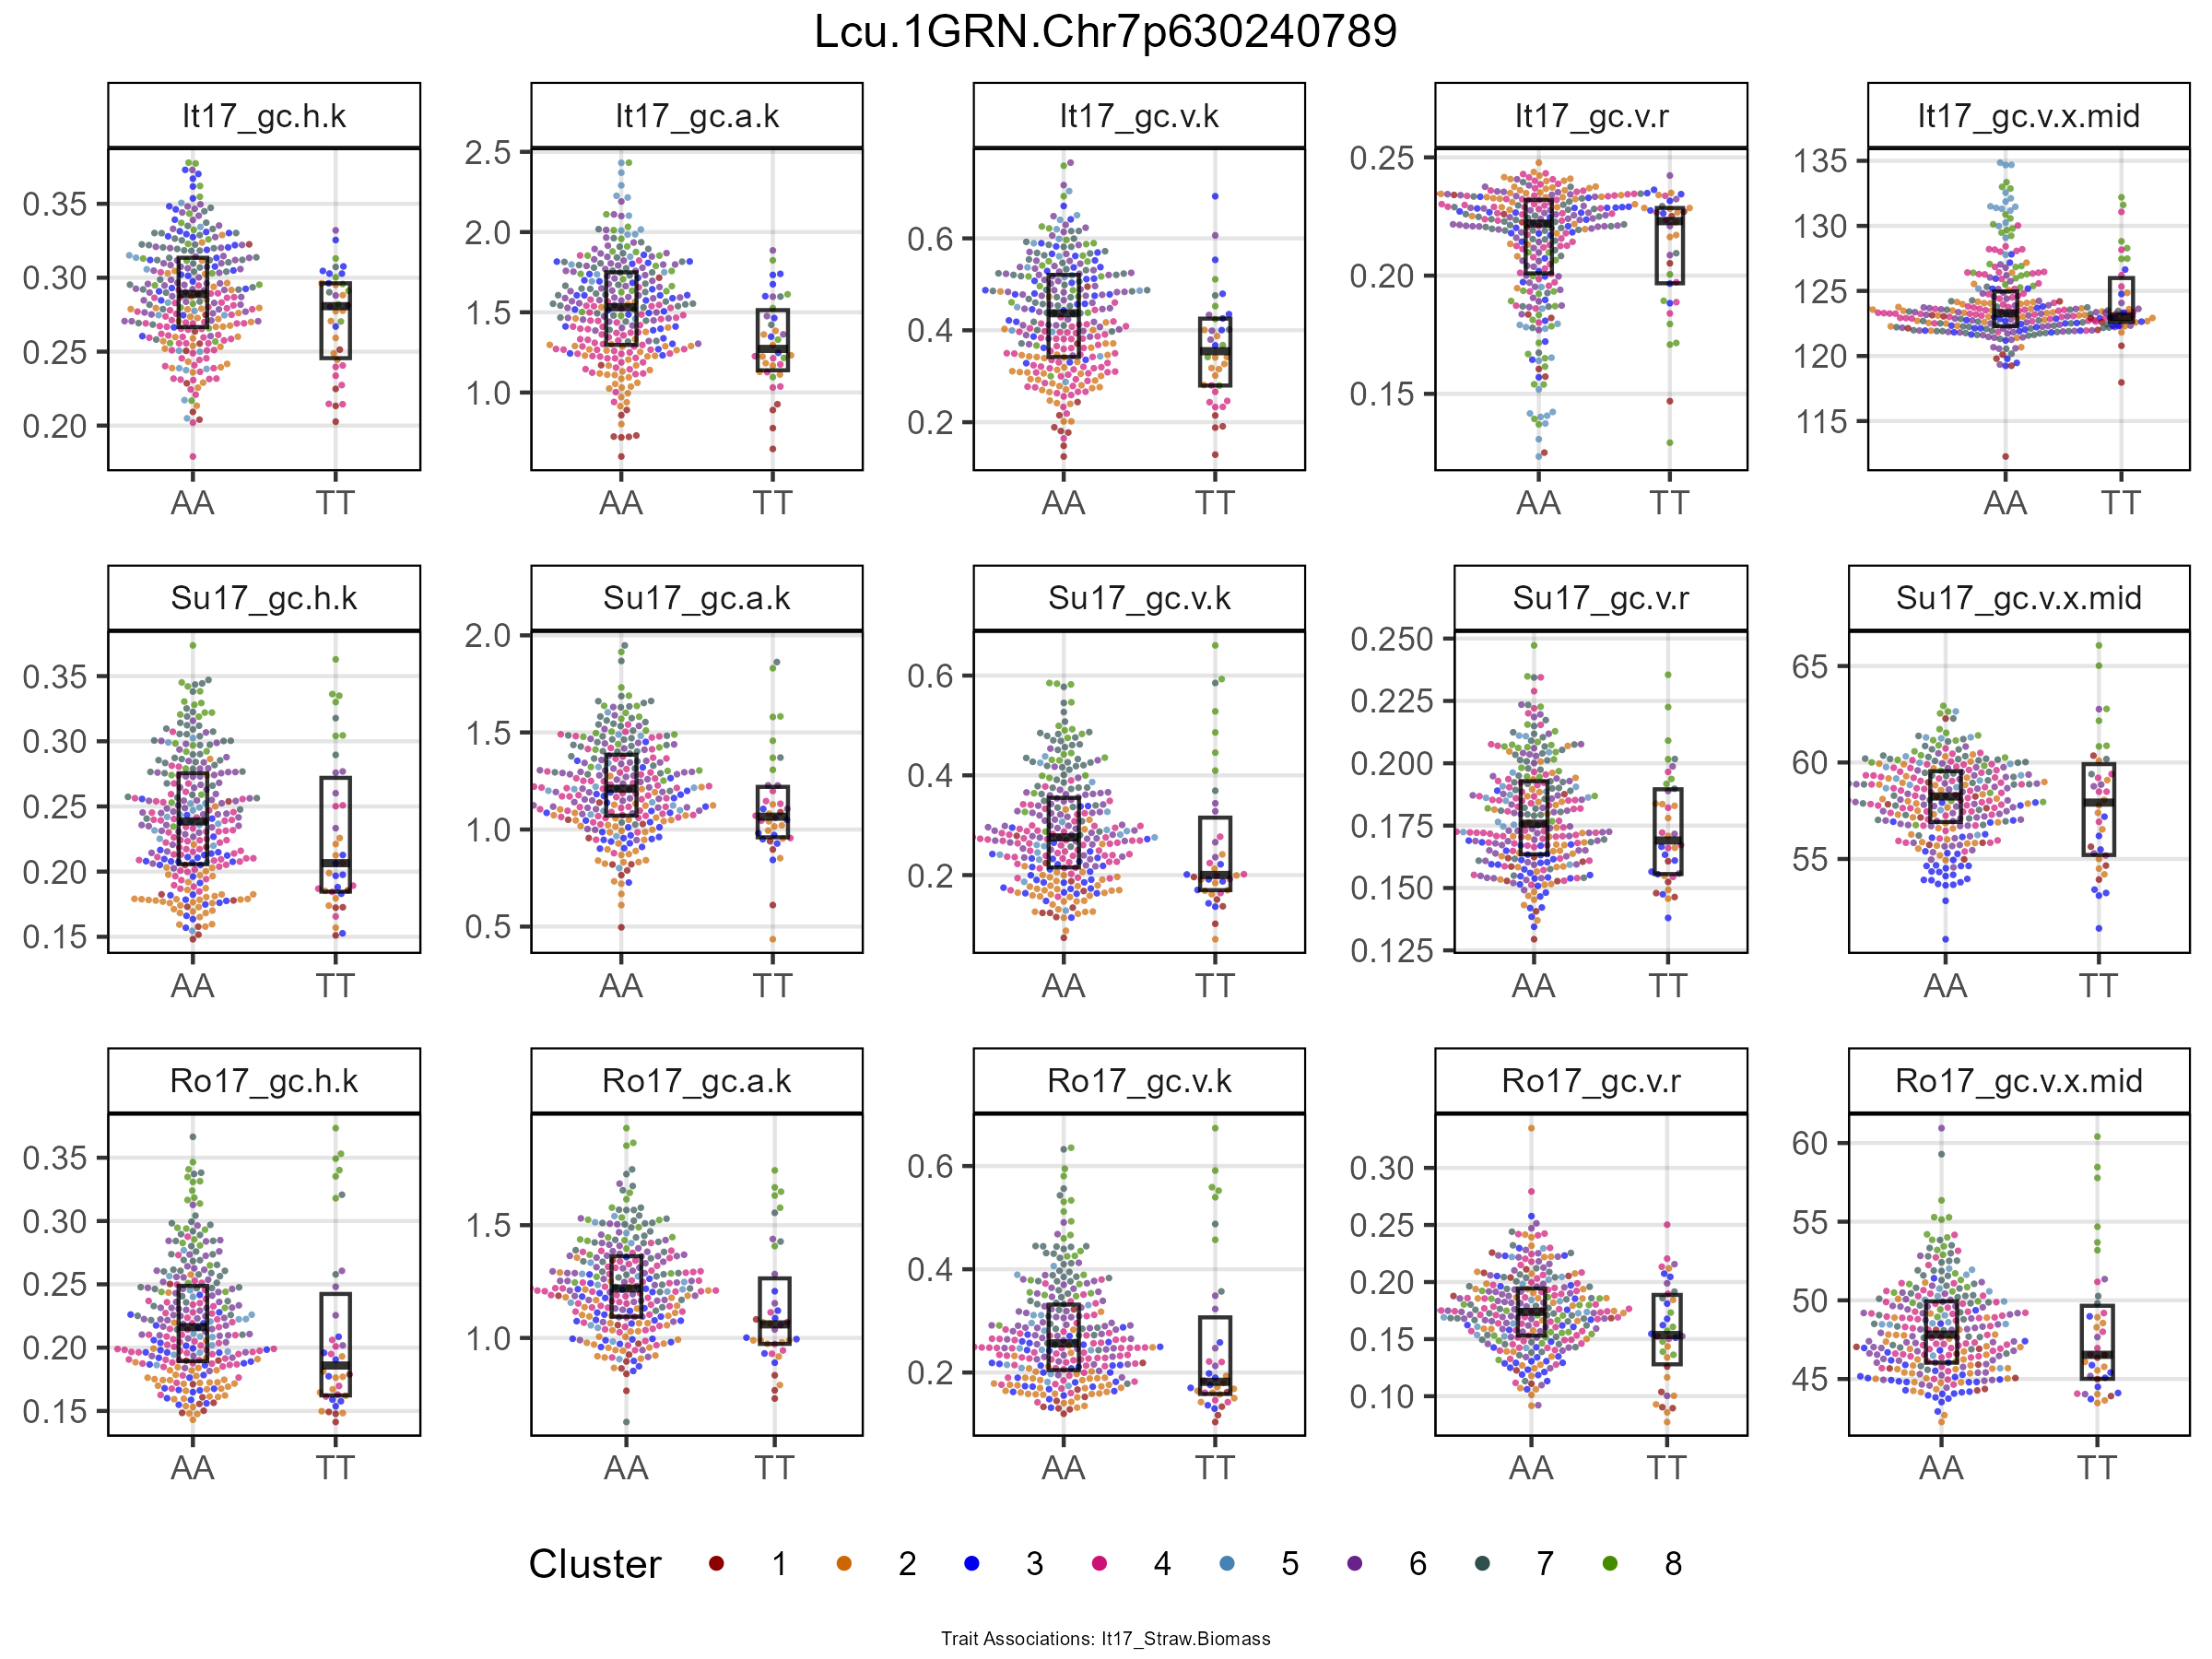 Lcu.1GRN.Chr7p630240789
It17_gc.h.k
It17_gc.a.k
It17_gc.v.k
It17_gc.v.r
It17_gc.v.x.mid
0.35
0.30
0.25
0.20
AA TT
2.5
2.0
1.5
1.0
AA TT
0.6
0.4
0.2
AA TT
0.25
0.20
0.15
AA TT
135
130
125
120
115
AA TT
Su17_gc.h.k
Su17_gc.a.k
Su17_gc.v.k
Su17_gc.v.r
Su17_gc.v.x.mid
0.35
0.30
0.25
0.20
0.15
AA TT
2.0
1.5
1.0
0.5
AA TT
0.6
0.4
0.2
AA TT
0.250
0.225
0.200
0.175
0.150
0.125
AA TT
65
60
55
AA TT
Ro17_gc.h.k
Ro17_gc.a.k
Ro17_gc.v.k
Ro17_gc.v.r
Ro17_gc.v.x.mid
0.35
0.30
0.25
0.20
0.15
AA TT
1.5
1.0
AA TT
0.6
0.4
0.2
AA TT
0.30
0.25
0.20
0.15
0.10
AA TT
60
55
50
45
AA TT
Cluster 1 2 3 4 5 6 7 8
Trait Associations: It17_Straw.Biomass